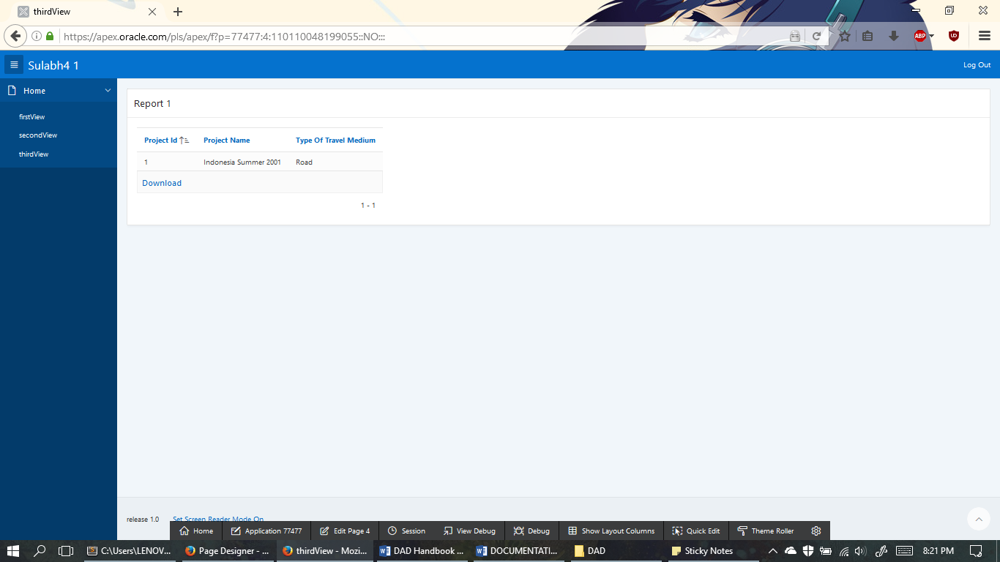 thirdView
https://apex.oracle.com/pls/apex/f?p=77477:4:110110048199055::NO:::
ABP
Sulabh4 1
Log Out
Home
firstView
secondView
thirdView
Report 1
Project Id Project Name Type Of Travel Medium
1 Indonesia Summer 2001 Road
Download
1 - 1
release 1.0 Set Screen Reader Mode On
Home Application 77477 Edit Page 4 Session View Debug Debug Show Layout Columns Quick Edit Theme Roller
C:\Users\LENOV... Page Designer - ... thirdView - Mozi... DAD Handbook ... DOCUMENTATI... DAD Sticky Notes 8:21 PM